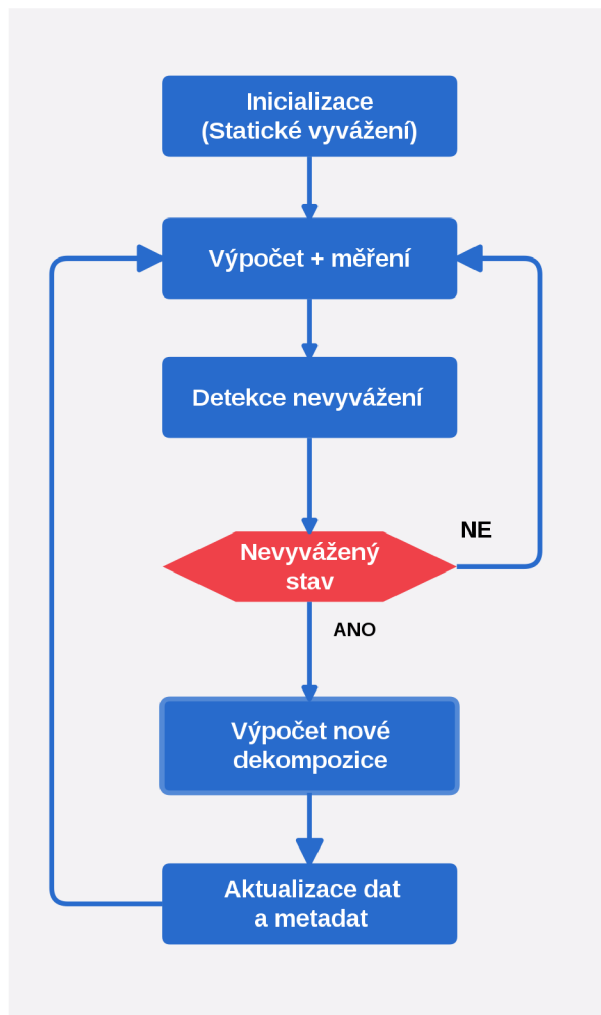 Inicializace
(Statické vyvážení)
Výpočet + měření
Detekce nevyvážení
NE
Nevyvážený
stav
ANO
Výpočet nové
dekompozice
Aktualizace dat
a metadat